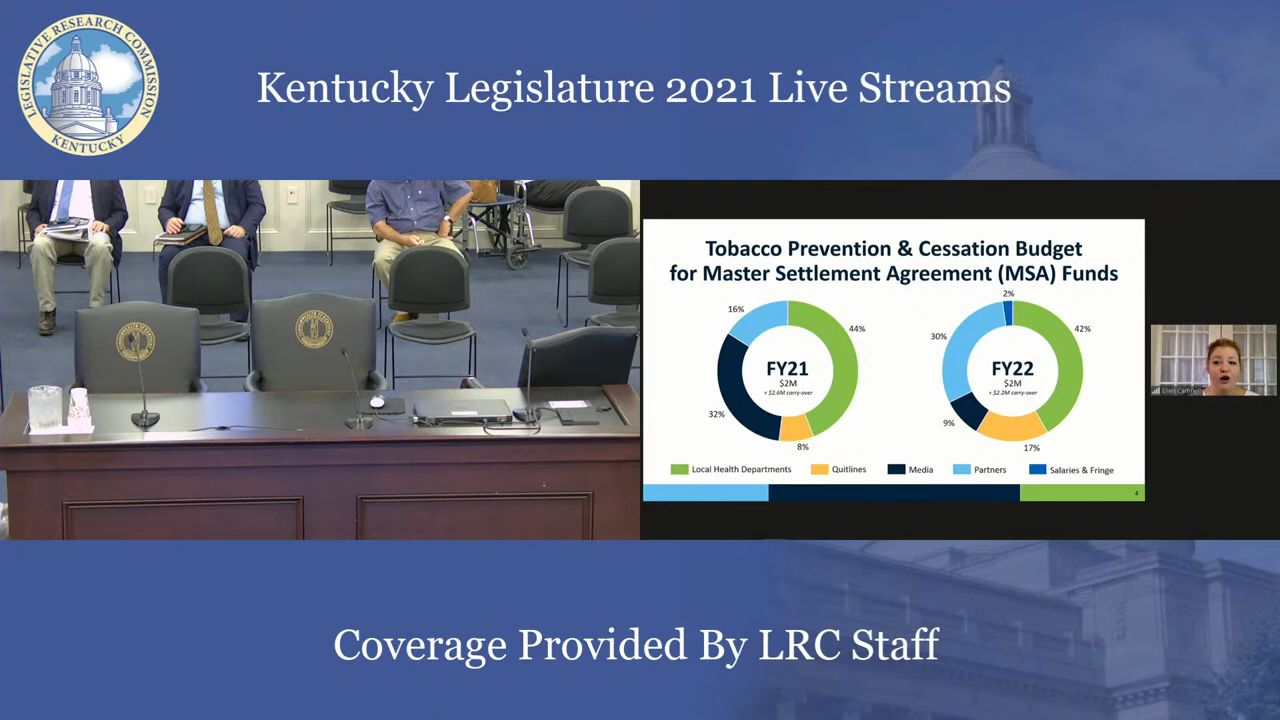 LEGISLATIVE RESEARCH COMMISSION
KENTUCKY
Kentucky Legislature 2021 Live Streams
Tobacco Prevention & Cessation Budget
for Master Settlement Agreement (MSA) Funds
16%
44%
32%
8%
FY21
$2M
+ $2.6M carry-over
2%
30%
42%
9%
17%
FY22
$2M
+ $2.2M carry-over
Local Health Departments
Quitlines
Media
Partners
Salaries & Fringe
4
Coverage Provided By LRC Staff